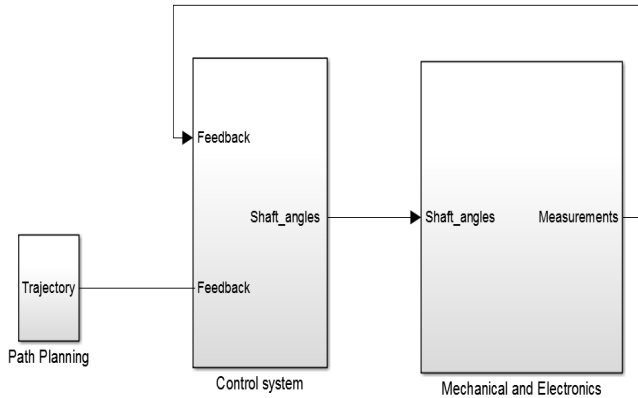 Feedback
Shaft_angles
Shaft_angles
Measurements
Trajectory
Feedback
Path Planning
Control system
Mechanical and Electronics